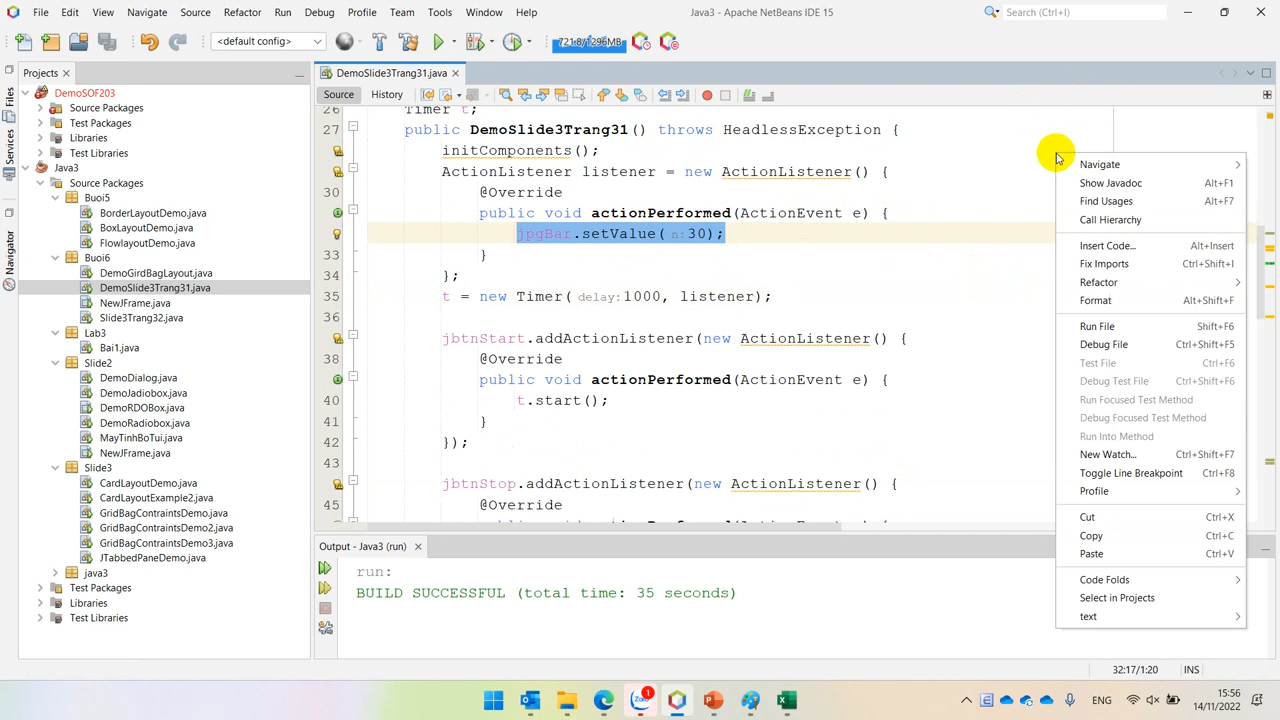 File Edit View Navigate Source Refactor Run Debug Profile Team Tools Window Help
Java3 - Apache NetBeans IDE 15
Search (Ctrl+I)
<default config>
721.8/1296MB
Projects
Files
Services
Navigator
DemoSOF203
Source Packages
Test Packages
Libraries
Test Libraries
Java3
Source Packages
Buoi5
BorderLayoutDemo.java
BoxLayoutDemo.java
FlowlayoutDemo.java
Buoi6
DemoGirdBagLayout.java
DemoSlide3Trang31.java
NewJFrame.java
Slide3Trang32.java
Lab3
Bai1.java
Slide2
DemoDialog.java
DemoJadiobox.java
DemoRDOBox.java
DemoRadiobox.java
MayTinhBoTui.java
NewJFrame.java
Slide3
CardLayoutDemo.java
CardLayoutExample2.java
GridBagContraintsDemo.java
GridBagContraintsDemo2.java
GridBagContraintsDemo3.java
JTabbedPaneDemo.java
java3
Test Packages
Libraries
Test Libraries
DemoSlide3Trang31.java
Source History
26 Timer t;
27 public DemoSlide3Trang31() throws HeadlessException {
initComponents();
ActionListener listener = new ActionListener() {
30 @Override
public void actionPerformed(ActionEvent e) {
jpgBar.setValue( n: 30);
33 }
34 };
35 t = new Timer( delay: 1000, listener);
36
jbtnStart.addActionListener(new ActionListener() {
38 @Override
public void actionPerformed(ActionEvent e) {
40 t.start();
41 }
42 });
43
jbtnStop.addActionListener(new ActionListener() {
45 @Override
Navigate
Show Javadoc Alt+F1
Find Usages Alt+F7
Call Hierarchy
Insert Code... Alt+Insert
Fix Imports Ctrl+Shift+I
Refactor
Format Alt+Shift+F
Run File Shift+F6
Debug File Ctrl+Shift+F5
Test File Ctrl+F6
Debug Test File Ctrl+Shift+F6
Run Focused Test Method
Debug Focused Test Method
Run Into Method
New Watch... Ctrl+Shift+F7
Toggle Line Breakpoint Ctrl+F8
Profile
Cut Ctrl+X
Copy Ctrl+C
Paste Ctrl+V
Code Folds
Select in Projects
text
Output - Java3 (run)
run:
BUILD SUCCESSFUL (total time: 35 seconds)
32:17/1:20 INS
Zalo
1
ENG
15:56
14/11/2022